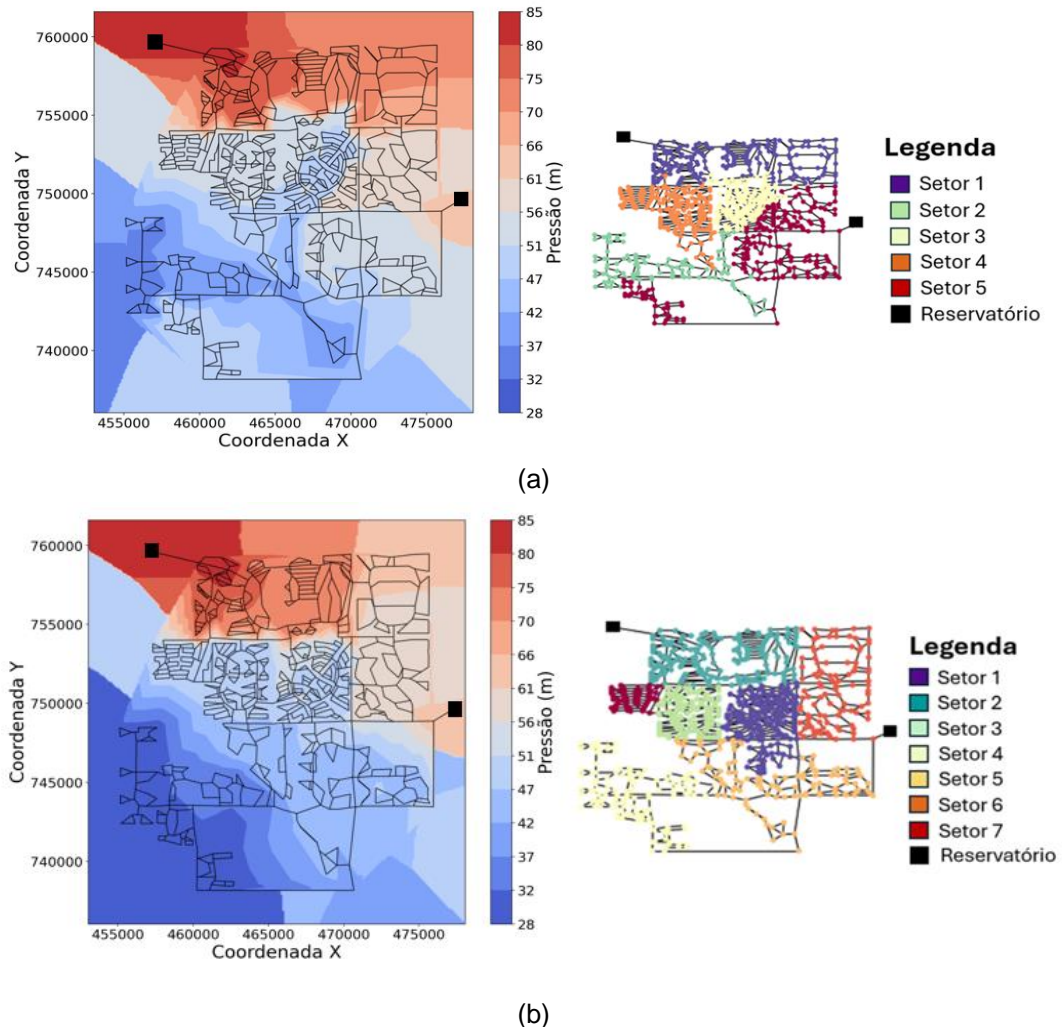 85
80
75
70
66
61
56
51
47
42
37
32
28
Pressão (m)
760000
755000
750000
745000
740000
Coordenada Y
455000 460000 465000 470000 475000
Coordenada X
Legenda
Setor 1
Setor 2
Setor 3
Setor 4
Setor 5
Reservatório
(a)
85
80
75
70
66
61
56
51
47
42
37
32
28
Pressão (m)
760000
755000
750000
745000
740000
Coordenada Y
455000 460000 465000 470000 475000
Coordenada X
Legenda
Setor 1
Setor 2
Setor 3
Setor 4
Setor 5
Setor 6
Setor 7
Reservatório
(b)